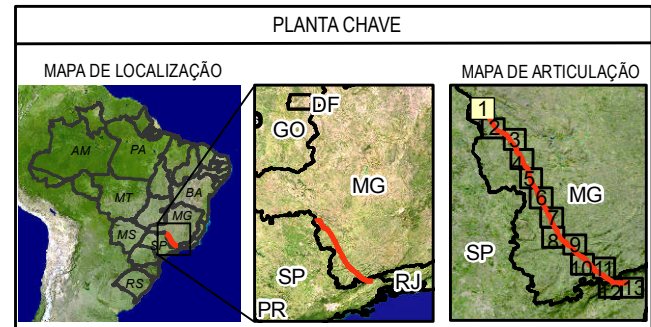 PLANTA CHAVE
MAPA DE LOCALIZAÇÃO
AM
PA
MT
BA
MG
MS
SP
RS
DF
GO
MG
SP
RJ
PR
MAPA DE ARTICULAÇÃO
1
2
3
4
5
6
7
8
9
10
11
12
13
MG
SP